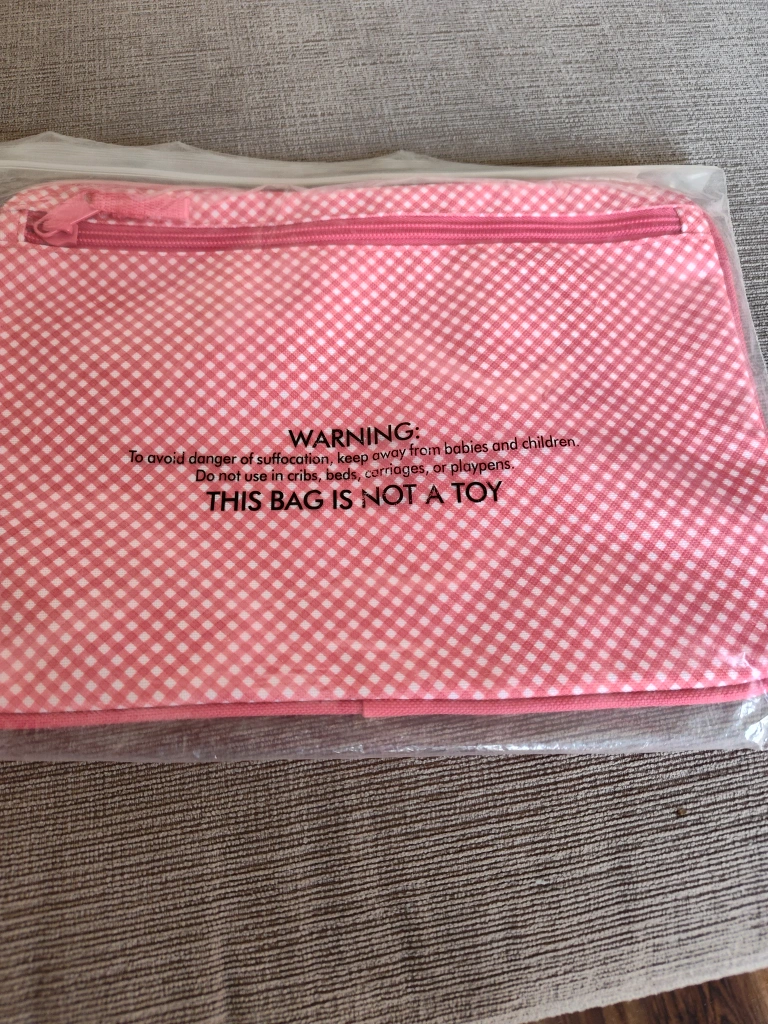 WARNING:
To avoid danger of suffocation, keep away from babies and children.
Do not use in cribs, beds, carriages, or playpens.
THIS BAG IS NOT A TOY